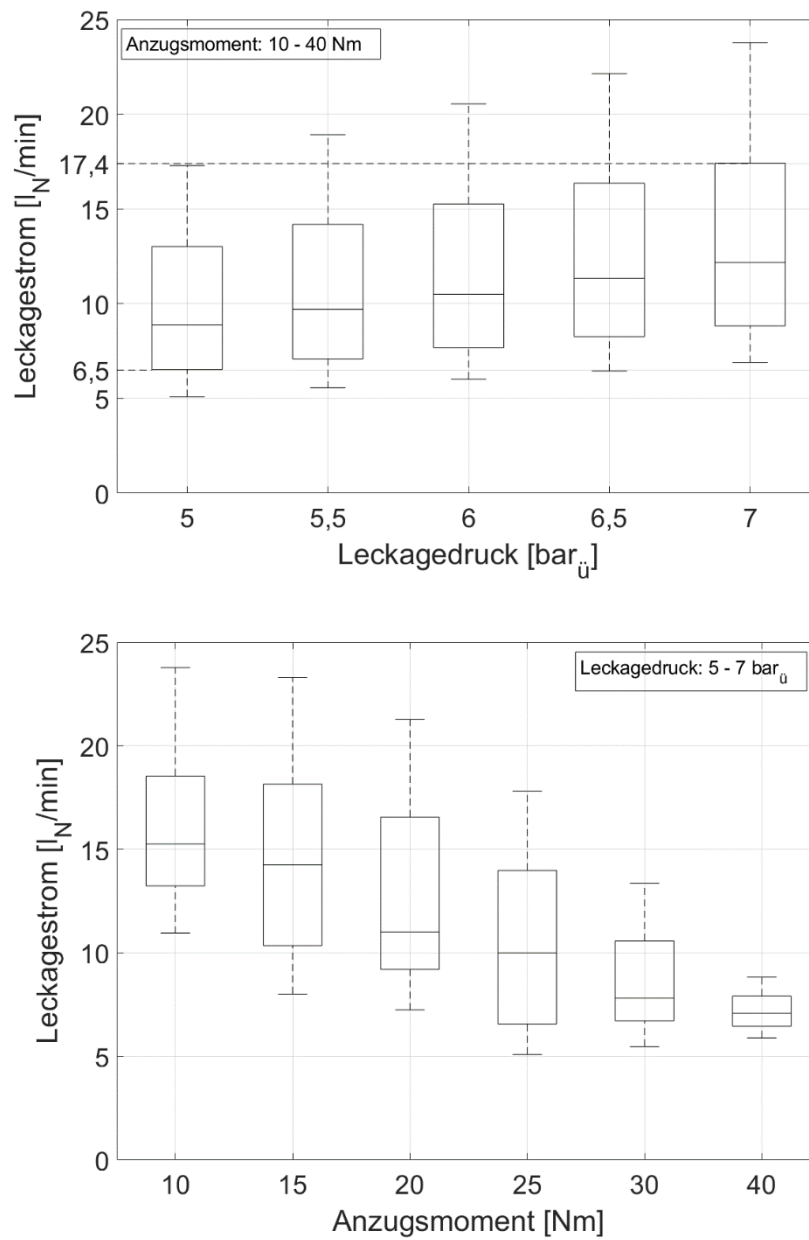 25
Anzugsmoment: 10 - 40 Nm
20
17,4
15
10
6,5
5
0
Leckagestrom [l_N/min]
5 5,5 6 6,5 7
Leckagedruck [bar_ü]
25
Leckagedruck: 5 - 7 bar_ü
20
15
10
5
0
Leckagestrom [l_N/min]
10 15 20 25 30 40
Anzugsmoment [Nm]